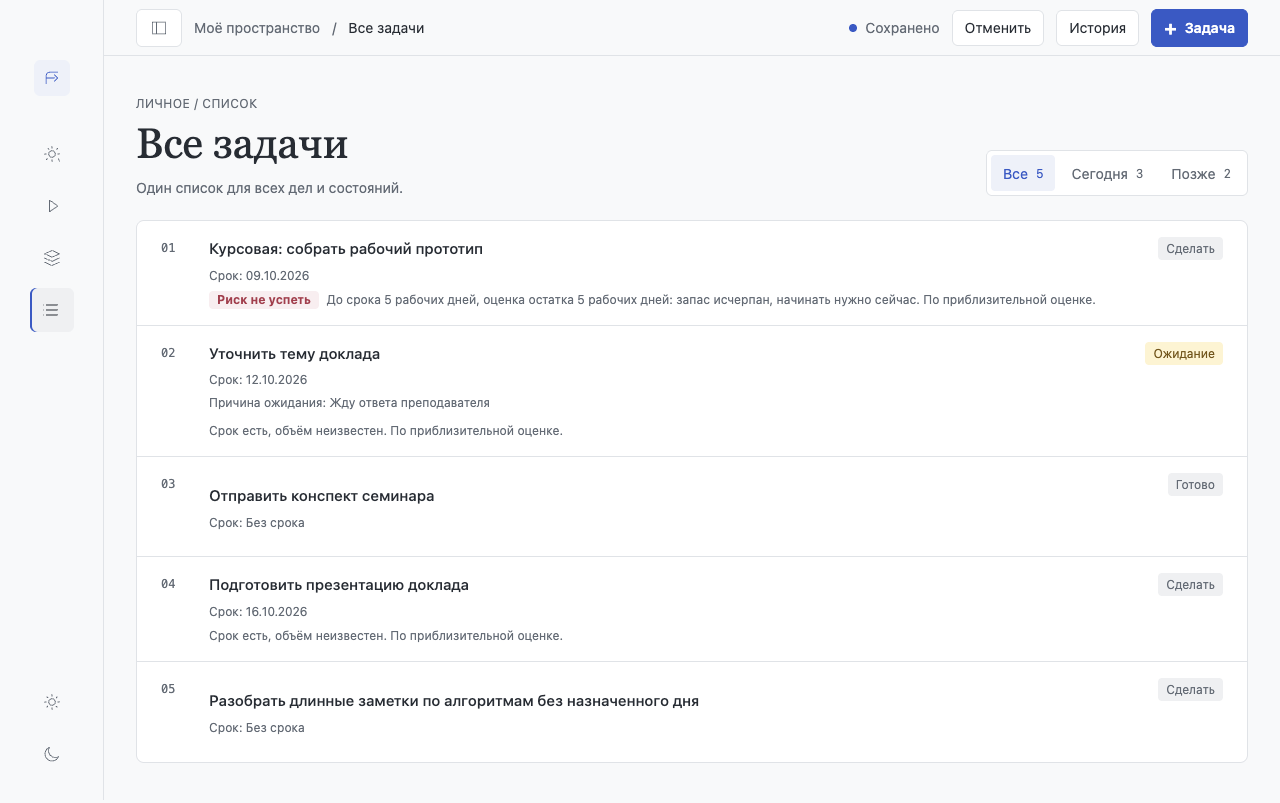 Моё пространство / Все задачи
Сохранено
Отменить
История
+ Задача
ЛИЧНОЕ / СПИСОК
Все задачи
Один список для всех дел и состояний.
Все 5
Сегодня 3
Позже 2
01
Курсовая: собрать рабочий прототип
Сделать
Срок: 09.10.2026
Риск не успеть До срока 5 рабочих дней, оценка остатка 5 рабочих дней: запас исчерпан, начинать нужно сейчас. По приблизительной оценке.
02
Уточнить тему доклада
Ожидание
Срок: 12.10.2026
Причина ожидания: Жду ответа преподавателя
Срок есть, объём неизвестен. По приблизительной оценке.
03
Отправить конспект семинара
Готово
Срок: Без срока
04
Подготовить презентацию доклада
Сделать
Срок: 16.10.2026
Срок есть, объём неизвестен. По приблизительной оценке.
05
Разобрать длинные заметки по алгоритмам без назначенного дня
Сделать
Срок: Без срока